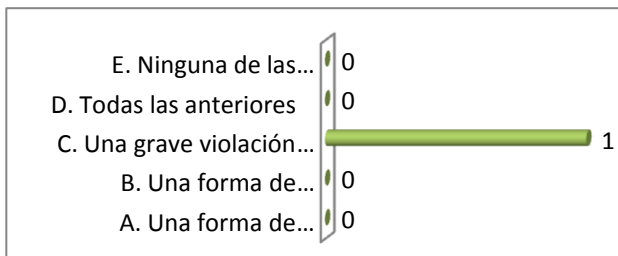 E. Ninguna de las... 0
D. Todas las anteriores 0
C. Una grave violación... 1
B. Una forma de... 0
A. Una forma de... 0